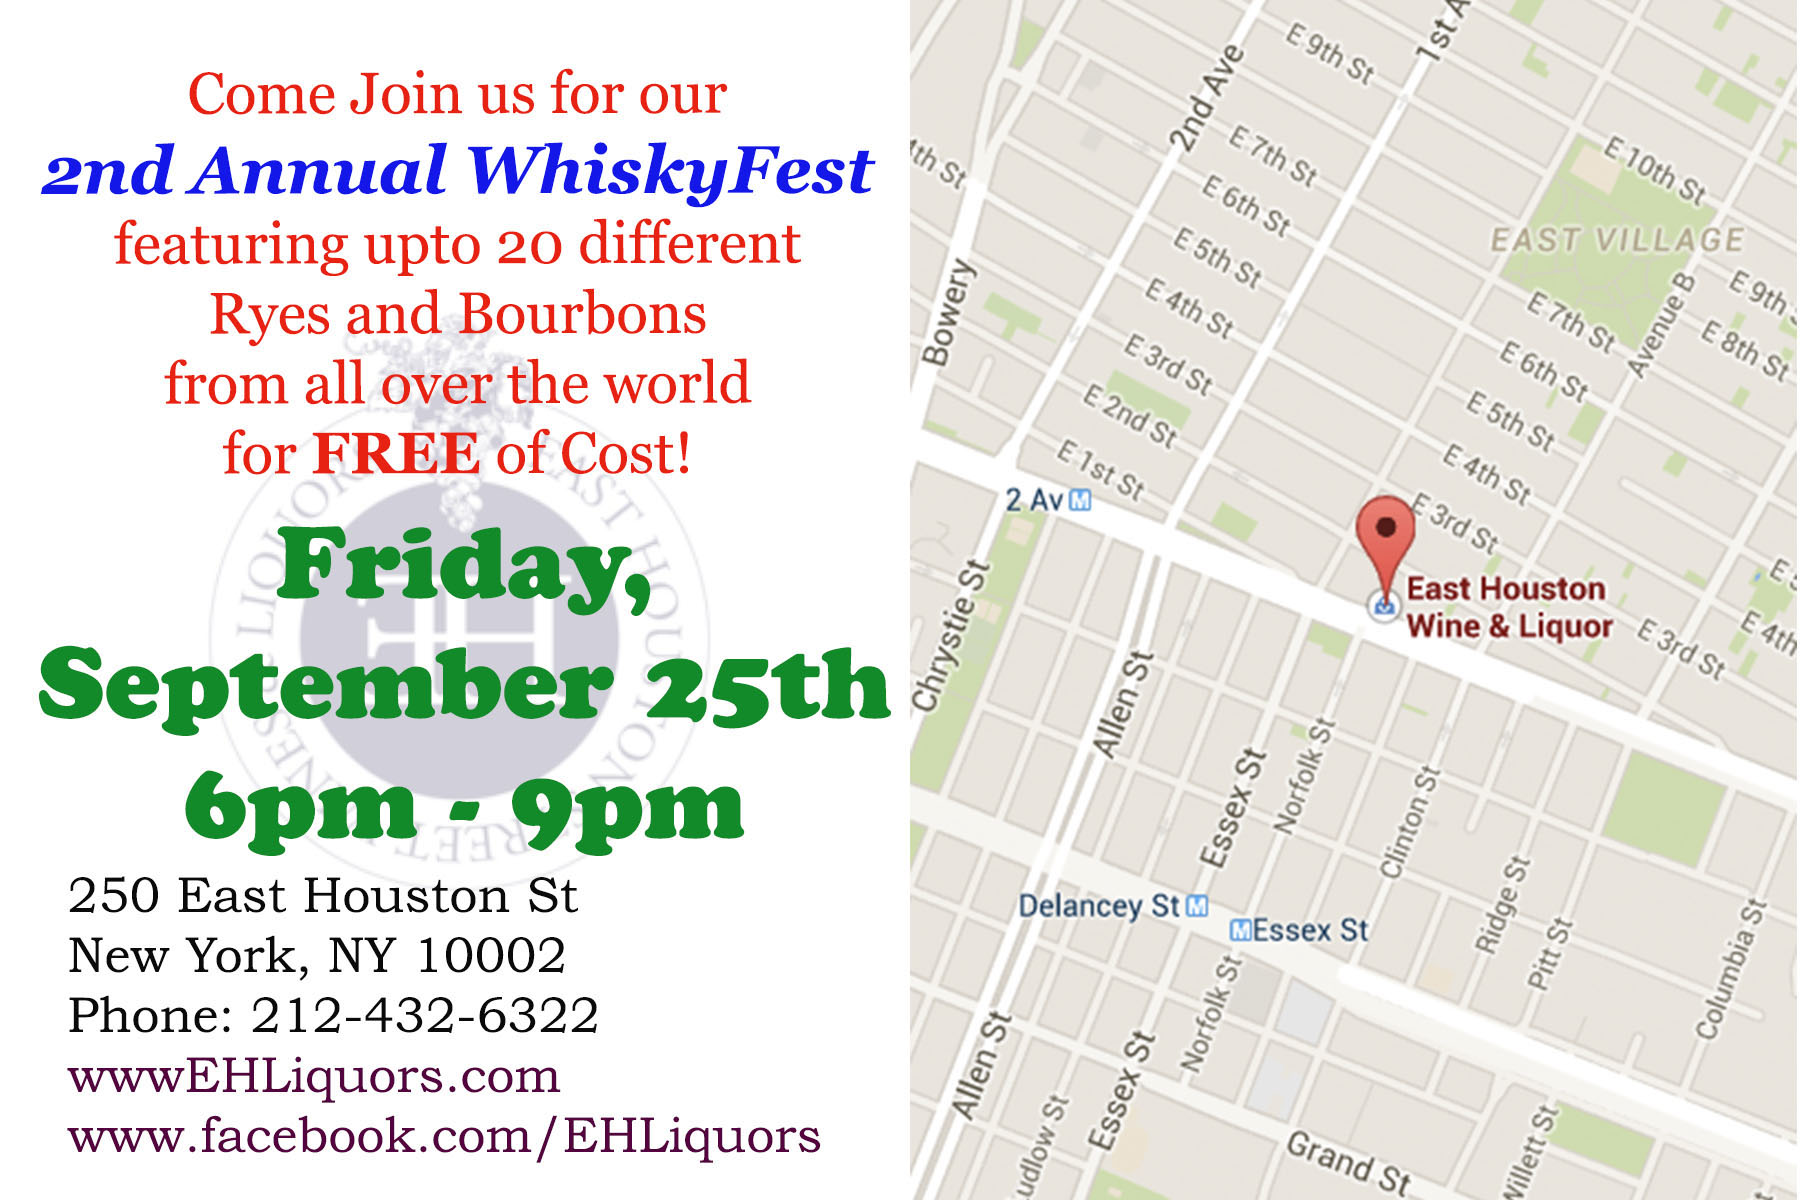 Come Join us for our
2nd Annual WhiskyFest
featuring upto 20 different
Ryes and Bourbons
from all over the world
for FREE of Cost!
Friday,
September 25th
6pm - 9pm
250 East Houston St
New York, NY 10002
Phone: 212-432-6322
wwwEHLiquors.com
www.facebook.com/EHLiquors
E 9th St
1st A
2nd Ave
E 7th St
4th St
E 10th St
E 6th St
EAST VILLAGE
E 5th St
Bowery
E 4th St
E 7th St
Avenue B
E 9th
E 8th St
E 3rd St
E 6th St
E 2nd St
E 5th St
E 1st St
E 4th St
2 Av M
E 3rd St
East Houston
Wine & Liquor
E 3rd St
E 4th
Chrystie St
Allen St
Essex St
Norfolk St
Clinton St
Delancey St M
M Essex St
Ridge St
Pitt St
Columbia St
Norfolk St
Allen St
Essex St
udlow St
Grand St
Willett St